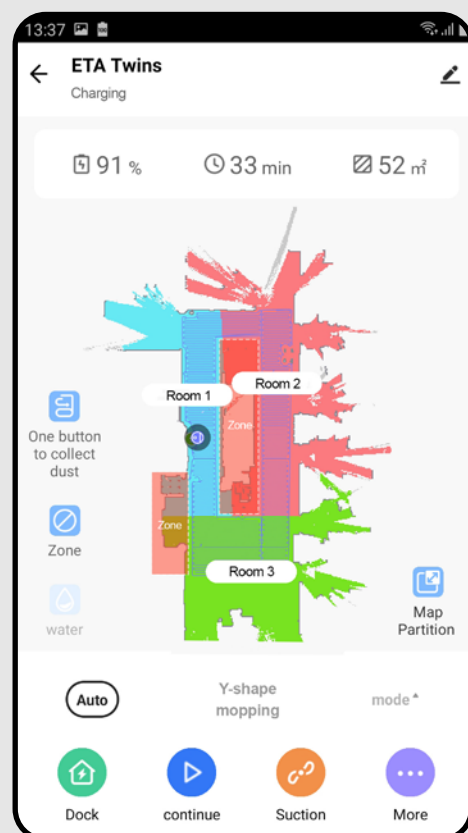 13:37
ETA Twins
Charging
91 %
33 min
52 ㎡
Room 1
Room 2
Zone
One button
to collect
dust
Zone
Zone
Room 3
water
Map
Partition
Auto
Y-shape
mopping
mode
Dock
continue
Suction
More